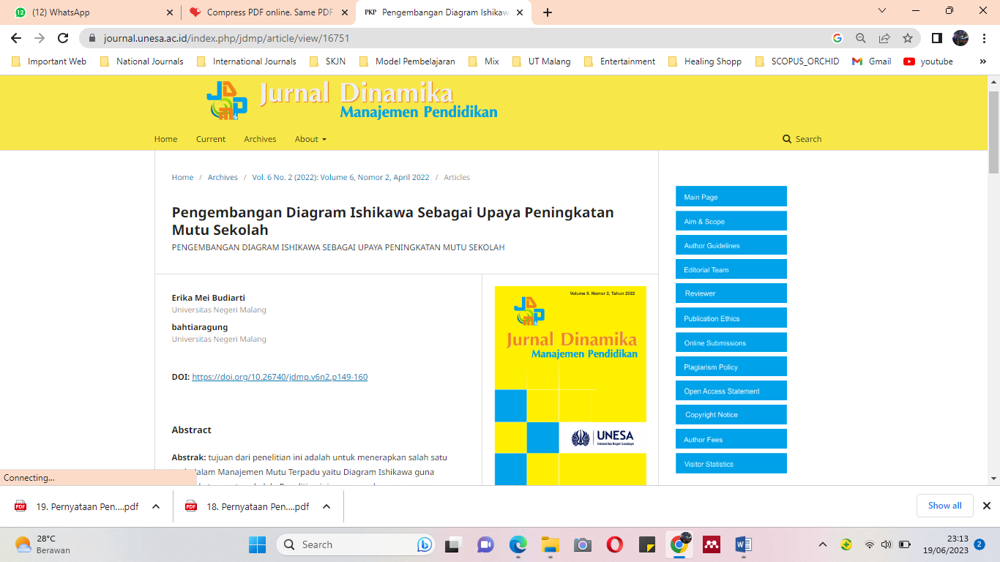 (12) WhatsApp
Compress PDF online. Same PDF
PKP Pengembangan Diagram Ishikawa
journal.unesa.ac.id/index.php/jdmp/article/view/16751
Important Web National Journals International Journals SKJN Model Pembelajaran Mix UT Malang Entertainment Healing Shopp SCOPUS_ORCHID Gmail youtube »
Jurnal Dinamika
Manajemen Pendidikan
Home Current Archives About Search
Home / Archives / Vol. 6 No. 2 (2022): Volume 6, Nomor 2, April 2022 / Articles
Pengembangan Diagram Ishikawa Sebagai Upaya Peningkatan
Mutu Sekolah
PENGEMBANGAN DIAGRAM ISHIKAWA SEBAGAI UPAYA PENINGKATAN MUTU SEKOLAH
Erika Mei Budiarti
Universitas Negeri Malang
bahtiaragung
Universitas Negeri Malang
DOI: https://doi.org/10.26740/jdmp.v6n2.p149-160
Abstract
Abstrak: tujuan dari penelitian ini adalah untuk menerapkan salah satu
dalam Manajemen Mutu Terpadu yaitu Diagram Ishikawa guna
Volume 6. Nomor 2, Tahun 2022
JDMP
Jurnal Dinamika
Manajemen Pendidikan
UNESA
Universitas Negeri Surabaya
Main Page
Aim & Scope
Author Guidelines
Editorial Team
Reviewer
Publication Ethics
Online Submissions
Plagiarism Policy
Open Access Statement
Copyright Notice
Author Fees
Visitor Statistics
Connecting...
19. Pernyataan Pen....pdf
18. Pernyataan Pen....pdf
Show all
28°C
Berawan
Search
23:13
19/06/2023
2